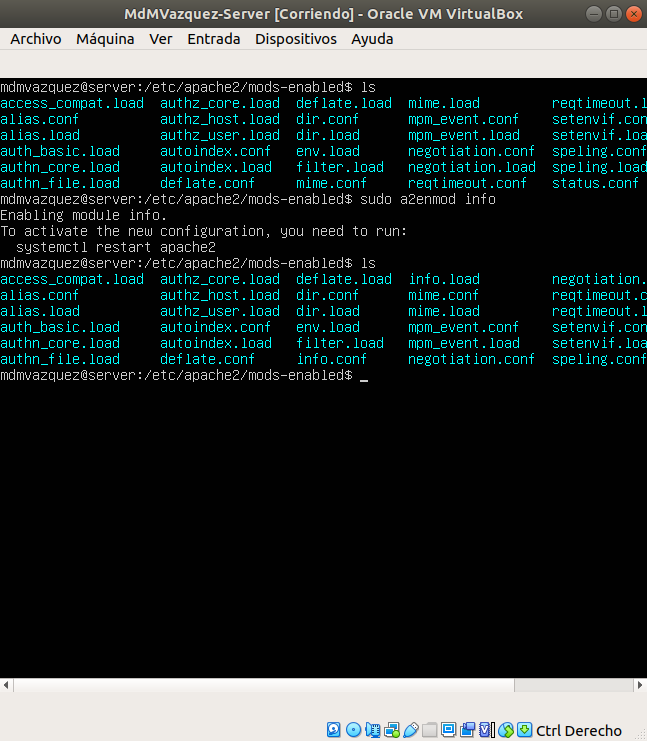 MdMVazquez-Server [Corriendo] - Oracle VM VirtualBox
Archivo Máquina Ver Entrada Dispositivos Ayuda
mdmvazquez@server:/etc/apache2/mods-enabled$ ls
access_compat.load authz_core.load deflate.load mime.load reqtimeout.l
alias.conf authz_host.load dir.conf mpm_event.conf setenvif.con
alias.load authz_user.load dir.load mpm_event.load setenvif.loa
auth_basic.load autoindex.conf env.load negotiation.conf speling.conf
authn_core.load autoindex.load filter.load negotiation.load speling.load
authn_file.load deflate.conf mime.conf reqtimeout.conf status.conf
mdmvazquez@server:/etc/apache2/mods-enabled$ sudo a2enmod info
Enabling module info.
To activate the new configuration, you need to run:
systemctl restart apache2
mdmvazquez@server:/etc/apache2/mods-enabled$ ls
access_compat.load authz_core.load deflate.load info.load negotiation.
alias.conf authz_host.load dir.conf mime.conf reqtimeout.c
alias.load authz_user.load dir.load mime.load reqtimeout.l
auth_basic.load autoindex.conf env.load mpm_event.conf setenvif.con
authn_core.load autoindex.load filter.load mpm_event.load setenvif.loa
authn_file.load deflate.conf info.conf negotiation.conf speling.conf
mdmvazquez@server:/etc/apache2/mods-enabled$ _
Ctrl Derecho